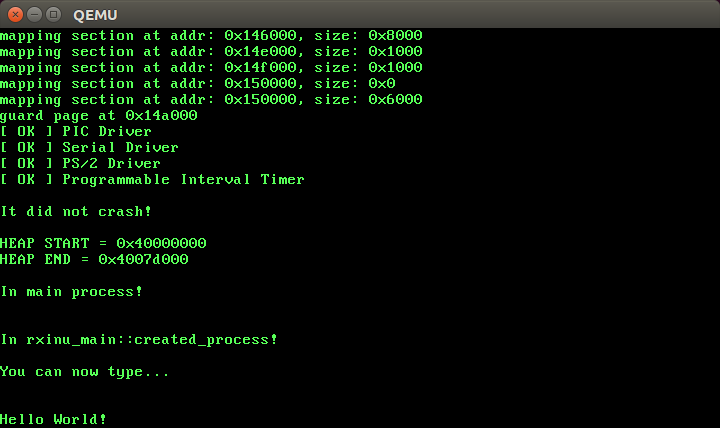 QEMU
mapping section at addr: 0x146000, size: 0x8000
mapping section at addr: 0x14e000, size: 0x1000
mapping section at addr: 0x14f000, size: 0x1000
mapping section at addr: 0x150000, size: 0x0
mapping section at addr: 0x150000, size: 0x6000
guard page at 0x14a000
[ OK ] PIC Driver
[ OK ] Serial Driver
[ OK ] PS/2 Driver
[ OK ] Programmable Interval Timer
It did not crash!
HEAP START = 0x40000000
HEAP END = 0x4007d000
In main process!
In rxinu_main::created_process!
You can now type...
Hello World!